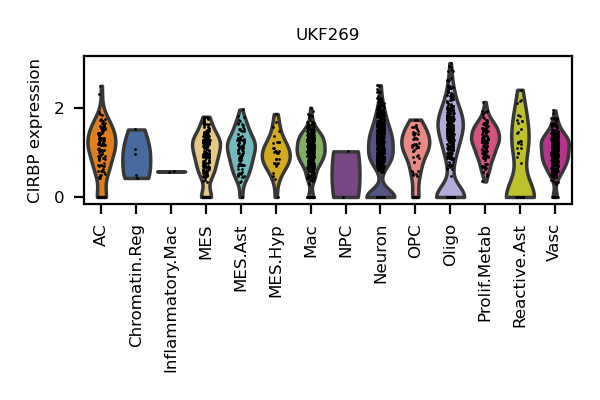 UKF269
CIRBP expression
2
0
AC
Chromatin.Reg
Inflammatory.Mac
MES
MES.Ast
MES.Hyp
Mac
NPC
Neuron
OPC
Oligo
Prolif.Metab
Reactive.Ast
Vasc